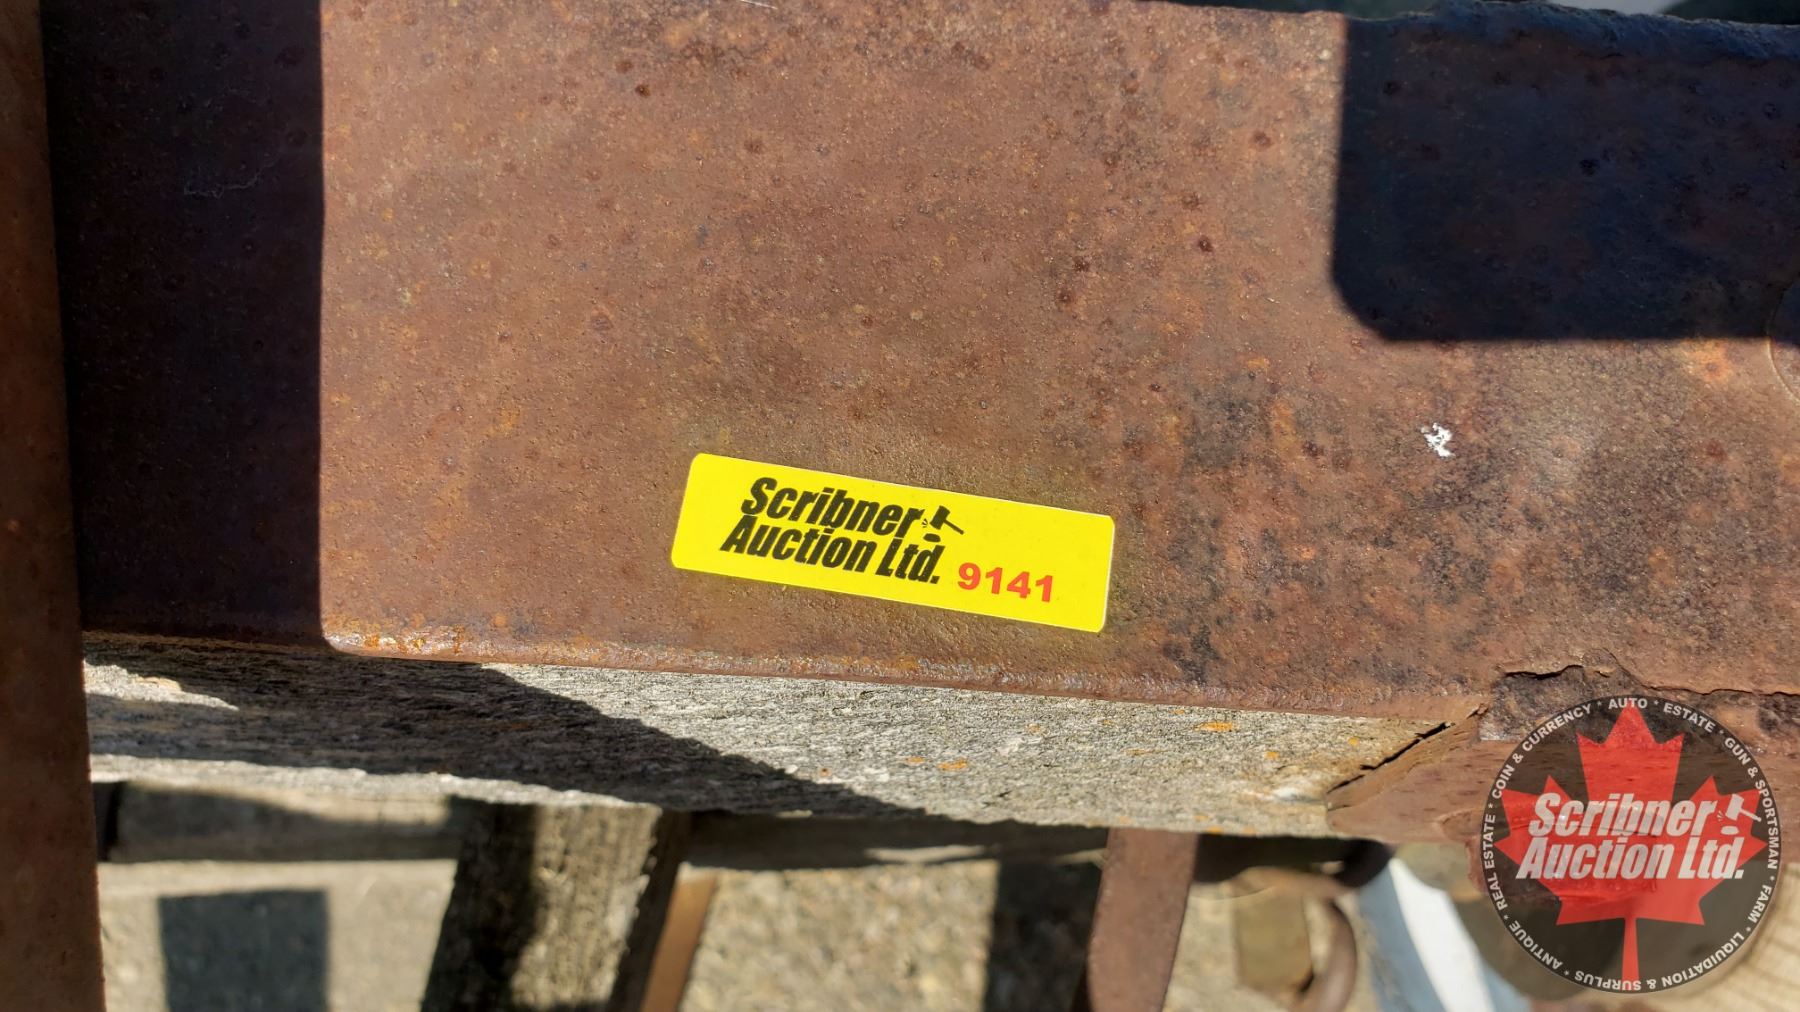 Scribner
Auction Ltd.
9141
COIN & CURRENCY * AUTO * ESTATE * GUN & SPORTSMAN * FARM * LIQUIDATION & SURPLUS * ANTIQUE * REAL ESTATE *
Scribner
Auction Ltd.